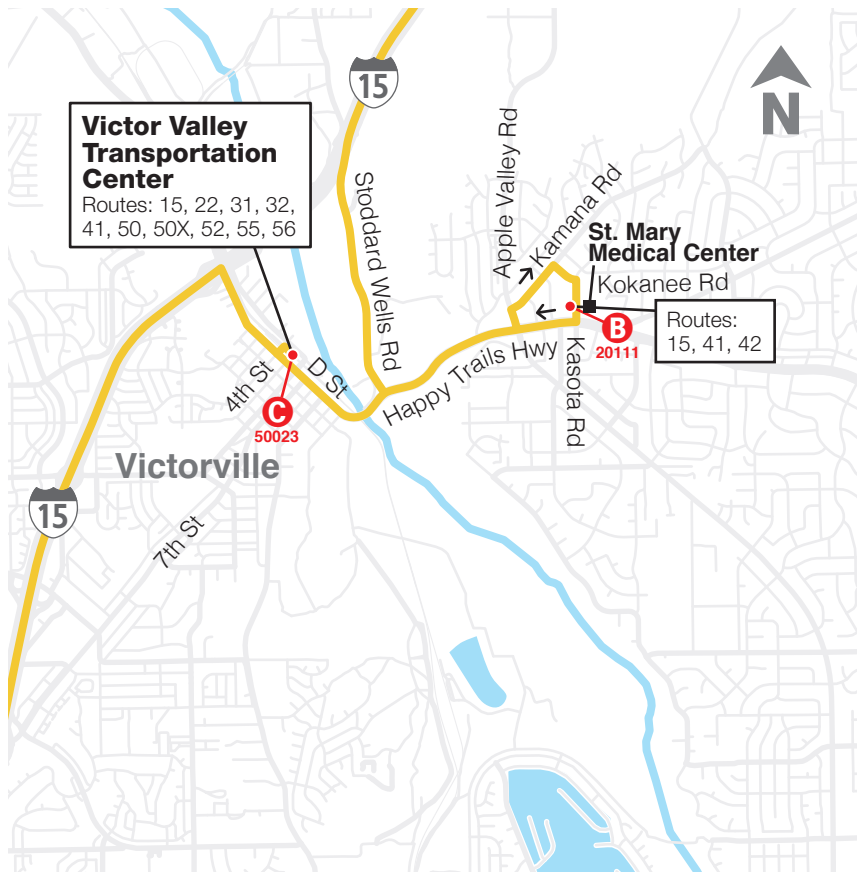 15
N
Victor Valley
Transportation
Center
Routes: 15, 22, 31, 32,
41, 50, 50X, 52, 55, 56
Apple Valley Rd
Kamana Rd
Stoddard Wells Rd
St. Mary
Medical Center
Kokanee Rd
Routes:
15, 41, 42
B
20111
Kasota Rd
Happy Trails Hwy
D St
4th St
C
50023
Victorville
15
7th St